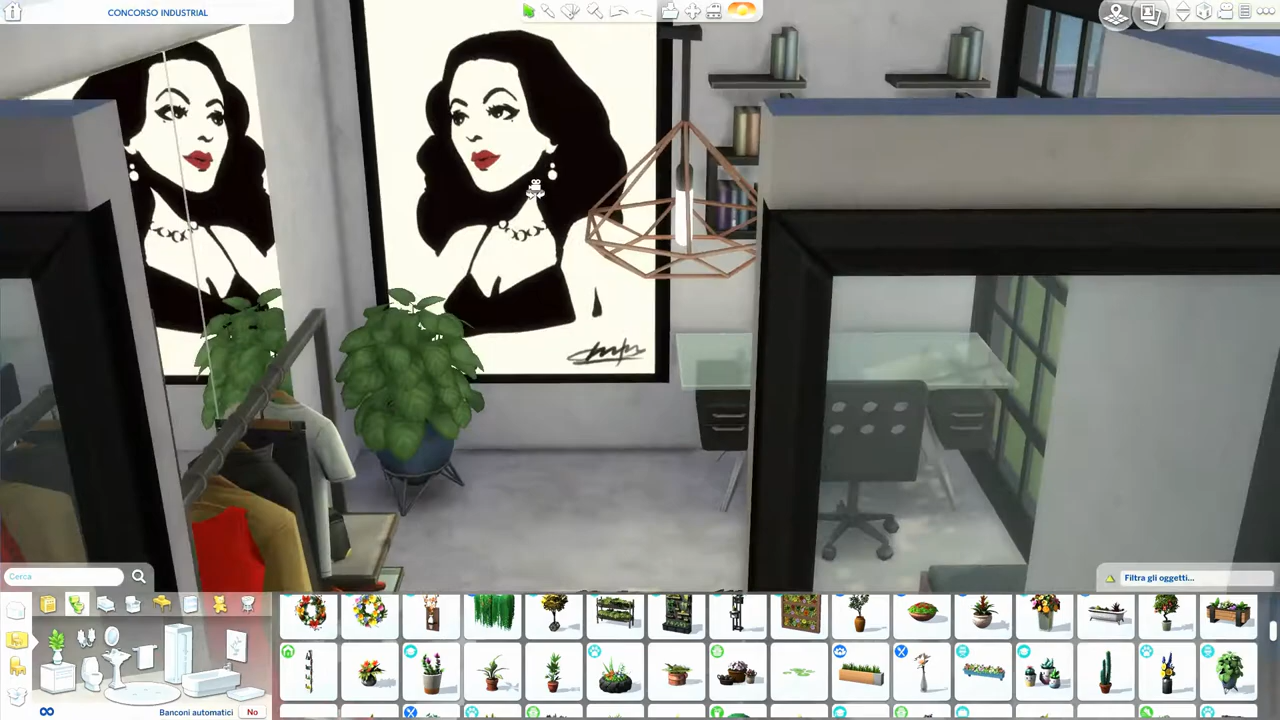 CONCORSO INDUSTRIAL
Cerca
Filtra gli oggetti...
Banconi automatici No